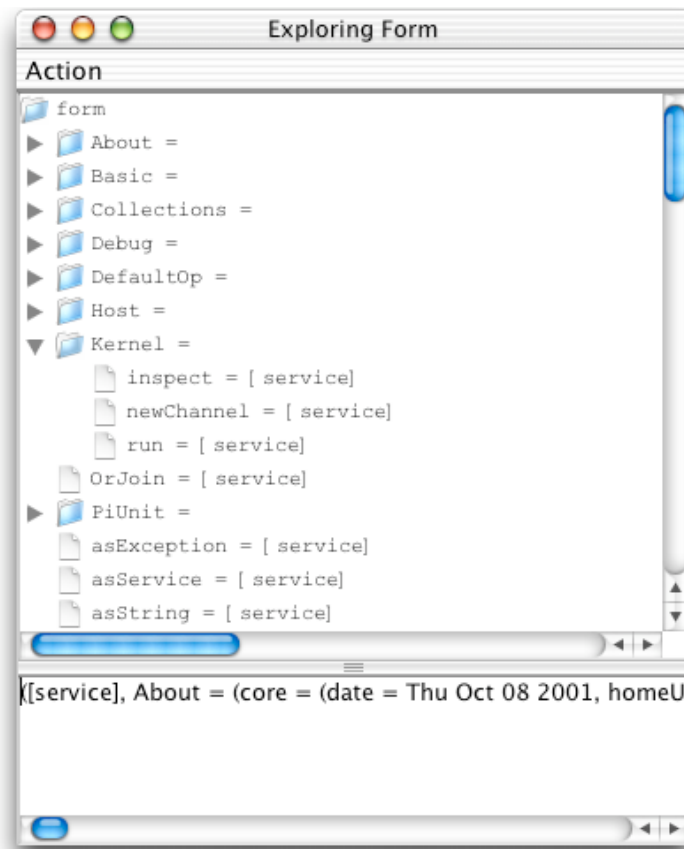 Exploring Form
Action
form
About =
Basic =
Collections =
Debug =
DefaultOp =
Host =
Kernel =
inspect = [ service]
newChannel = [ service]
run = [ service]
OrJoin = [ service]
PiUnit =
asException = [ service]
asService = [ service]
asString = [ service]
([service], About = (core = (date = Thu Oct 08 2001, homeU